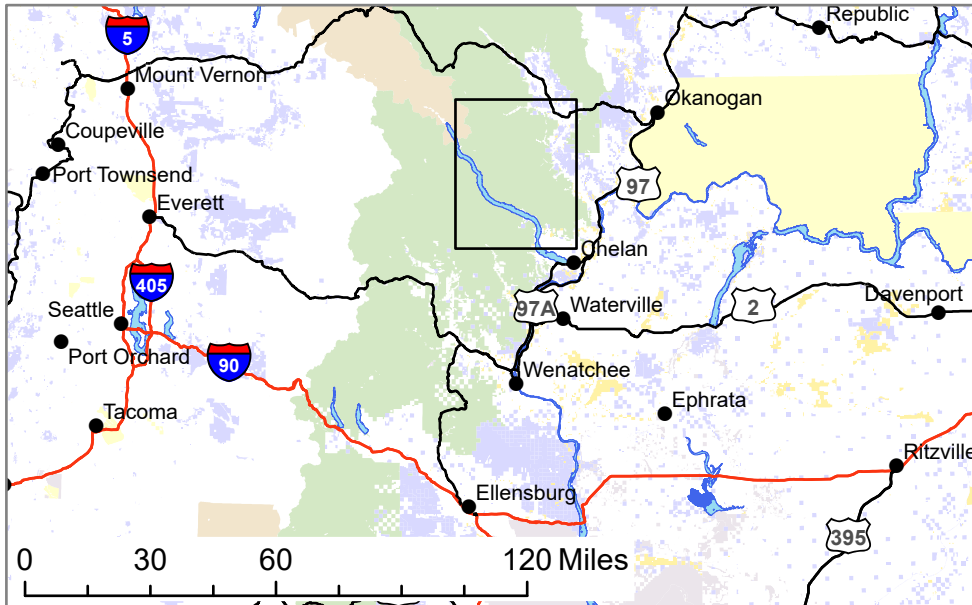 Republic
5
Mount Vernon
Okanogan
Coupeville
Port Townsend
97
Everett
Chelan
405
97A
Waterville
2
Davenport
Seattle
Port Orchard
90
Wenatchee
Ephrata
Tacoma
Ritzville
Ellensburg
395
0 30 60 120 Miles